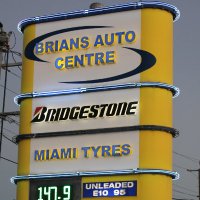 BRIANS AUTO
CENTRE
BRIDGESTONE
MIAMI TYRES
147.9
UNLEADED
E10 95